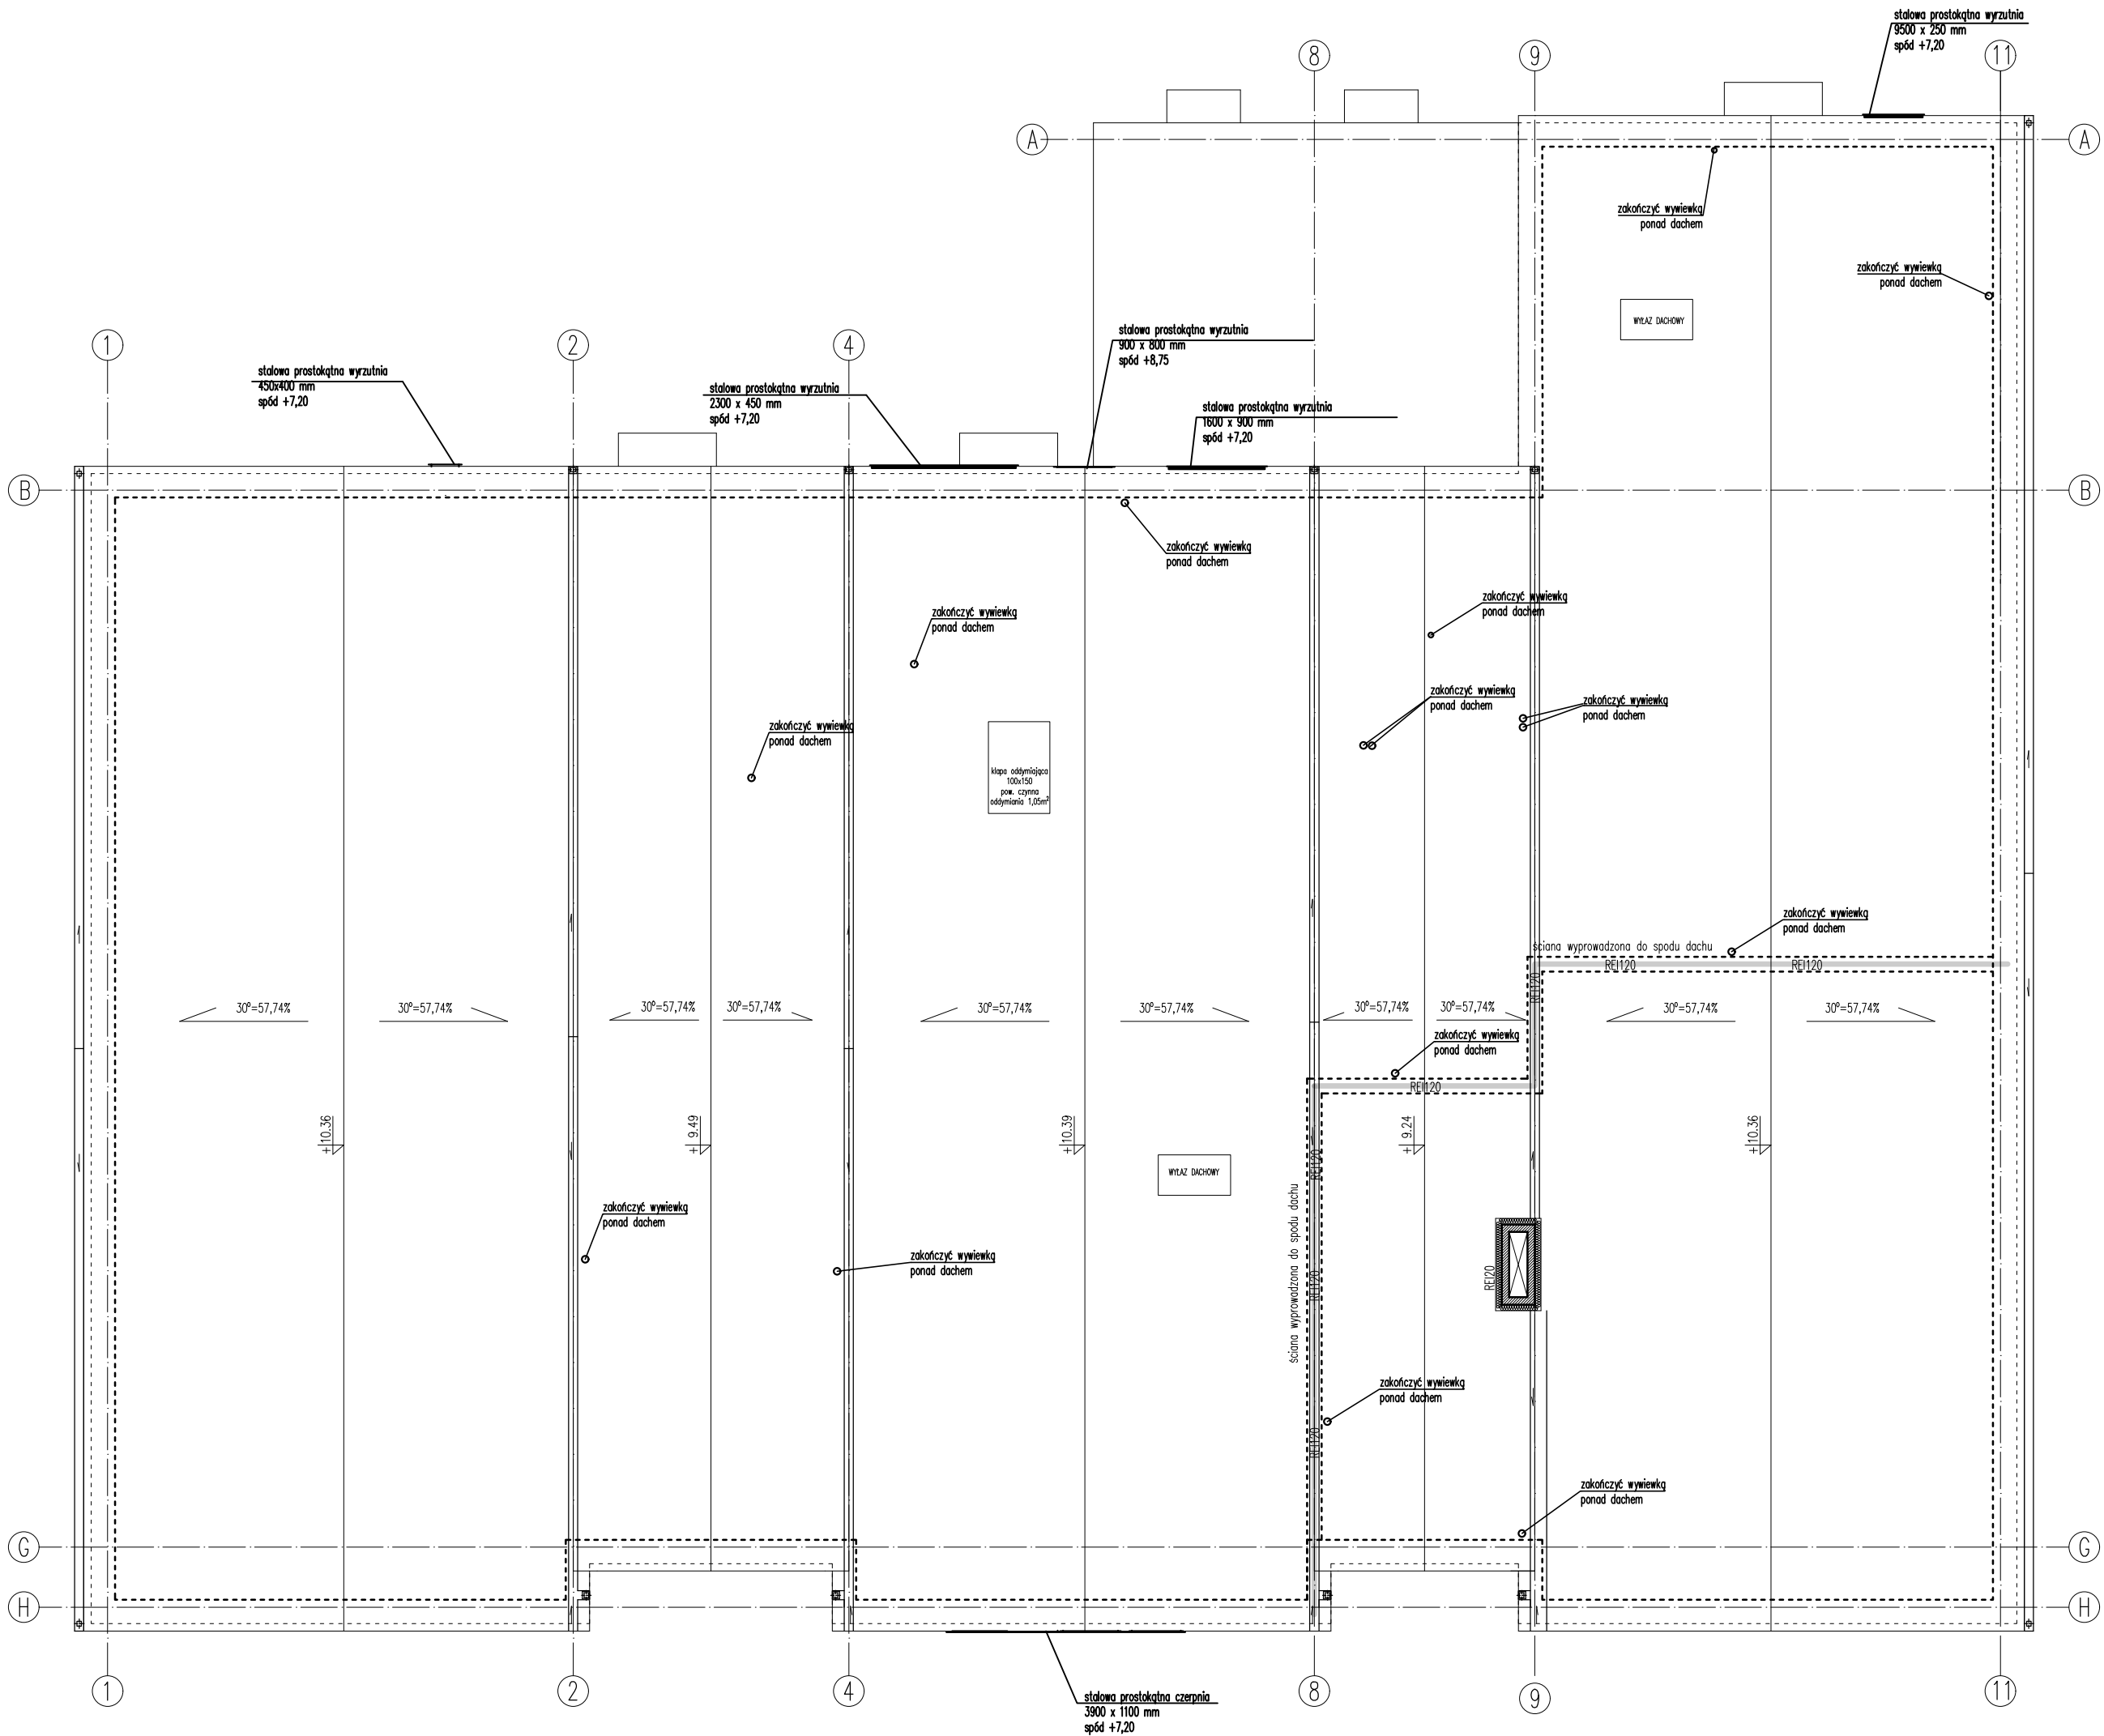 stalowa prostokątna wyrzutnia
9500 x 250 mm
spód +7,20
8
9
11
A
A
zakończyć wywiewką
ponad dachem
zakończyć wywiewką
ponad dachem
WYŁAZ DACHOWY
stalowa prostokątna wyrzutnia
900 x 800 mm
spód +8,75
1
2
4
stalowa prostokątna wyrzutnia
450x400 mm
spód +7,20
stalowa prostokątna wyrzutnia
2300 x 450 mm
spód +7,20
stalowa prostokątna wyrzutnia
1600 x 900 mm
spód +7,20
B
B
zakończyć wywiewką
ponad dachem
zakończyć wywiewką
ponad dachem
zakończyć wywiewką
ponad dachem
zakończyć wywiewką
ponad dachem
zakończyć wywiewką
ponad dachem
zakończyć wywiewką
ponad dachem
klapa oddymiająca
100x150
pow. czynna
oddymiania 1,05m²
zakończyć wywiewką
ponad dachem
ściana wyprowadzona do spodu dachu
REI120
REI120
REI120
30°=57,74%
30°=57,74%
30°=57,74%
30°=57,74%
30°=57,74%
30°=57,74%
30°=57,74%
30°=57,74%
30°=57,74%
30°=57,74%
zakończyć wywiewką
ponad dachem
REI120
+10.36
+9.49
+10.39
+9.24
+10.36
WYŁAZ DACHOWY
REI120
ściana wyprowadzona do spodu dachu
zakończyć wywiewką
ponad dachem
zakończyć wywiewką
ponad dachem
REI120
REI20
zakończyć wywiewką
ponad dachem
REI120
zakończyć wywiewką
ponad dachem
G
G
H
H
1
2
4
8
9
11
stalowa prostokątna czerpnia
3900 x 1100 mm
spód +7,20